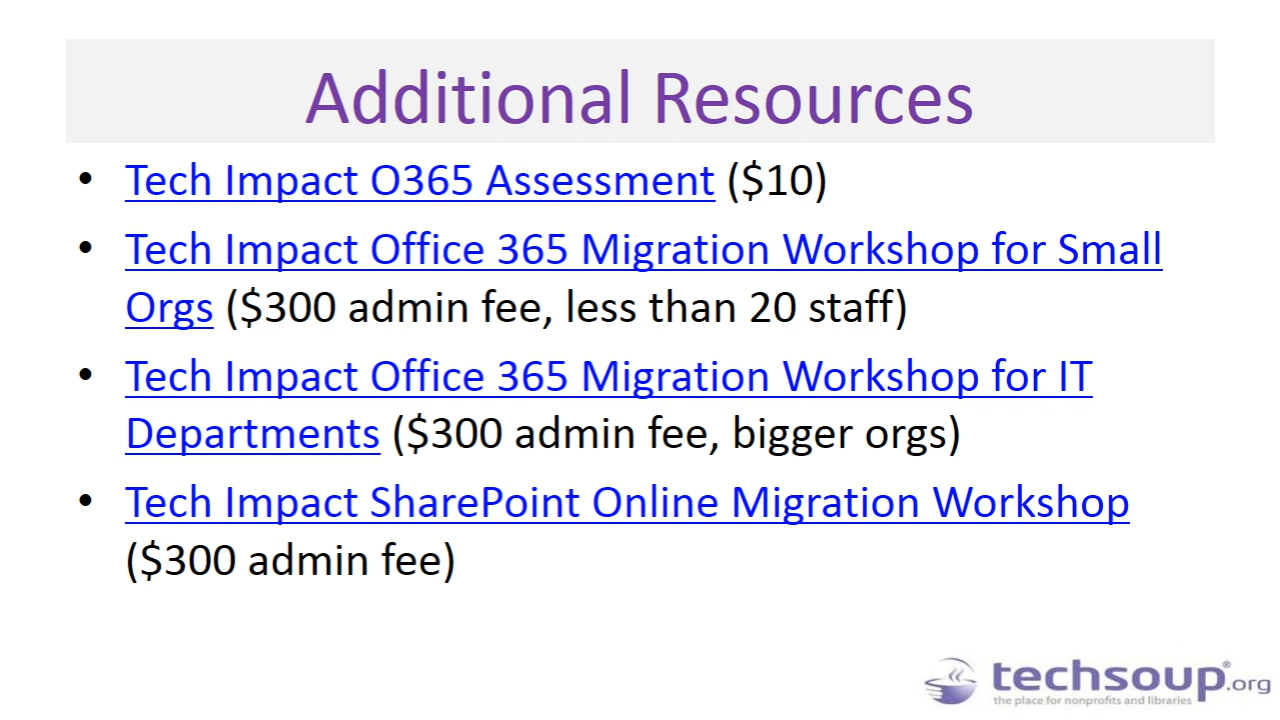 Additional Resources
• Tech Impact O365 Assessment ($10)
• Tech Impact Office 365 Migration Workshop for Small
Orgs ($300 admin fee, less than 20 staff)
• Tech Impact Office 365 Migration Workshop for IT
Departments ($300 admin fee, bigger orgs)
• Tech Impact SharePoint Online Migration Workshop
($300 admin fee)
techsoup®.org
the place for nonprofits and libraries